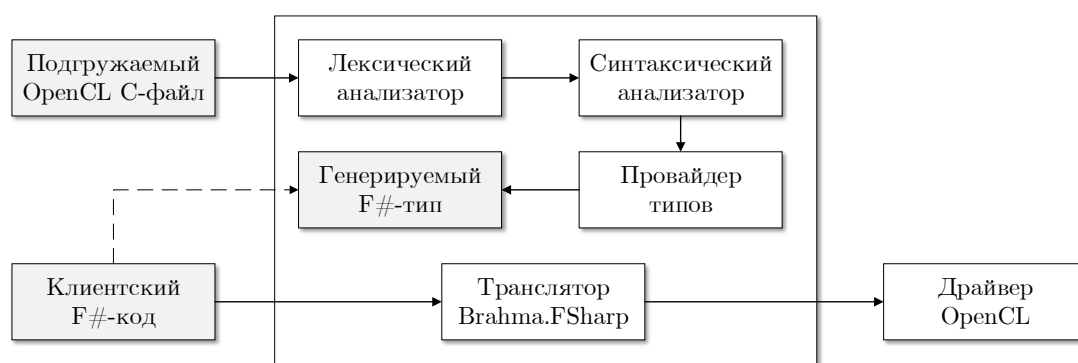 Подгружаемый
OpenCL C-файл
Лексический
анализатор
Синтаксический
анализатор
Генерируемый
F#-тип
Провайдер
типов
Клиентский
F#-код
Транслятор
Brahma.FSharp
Драйвер
OpenCL